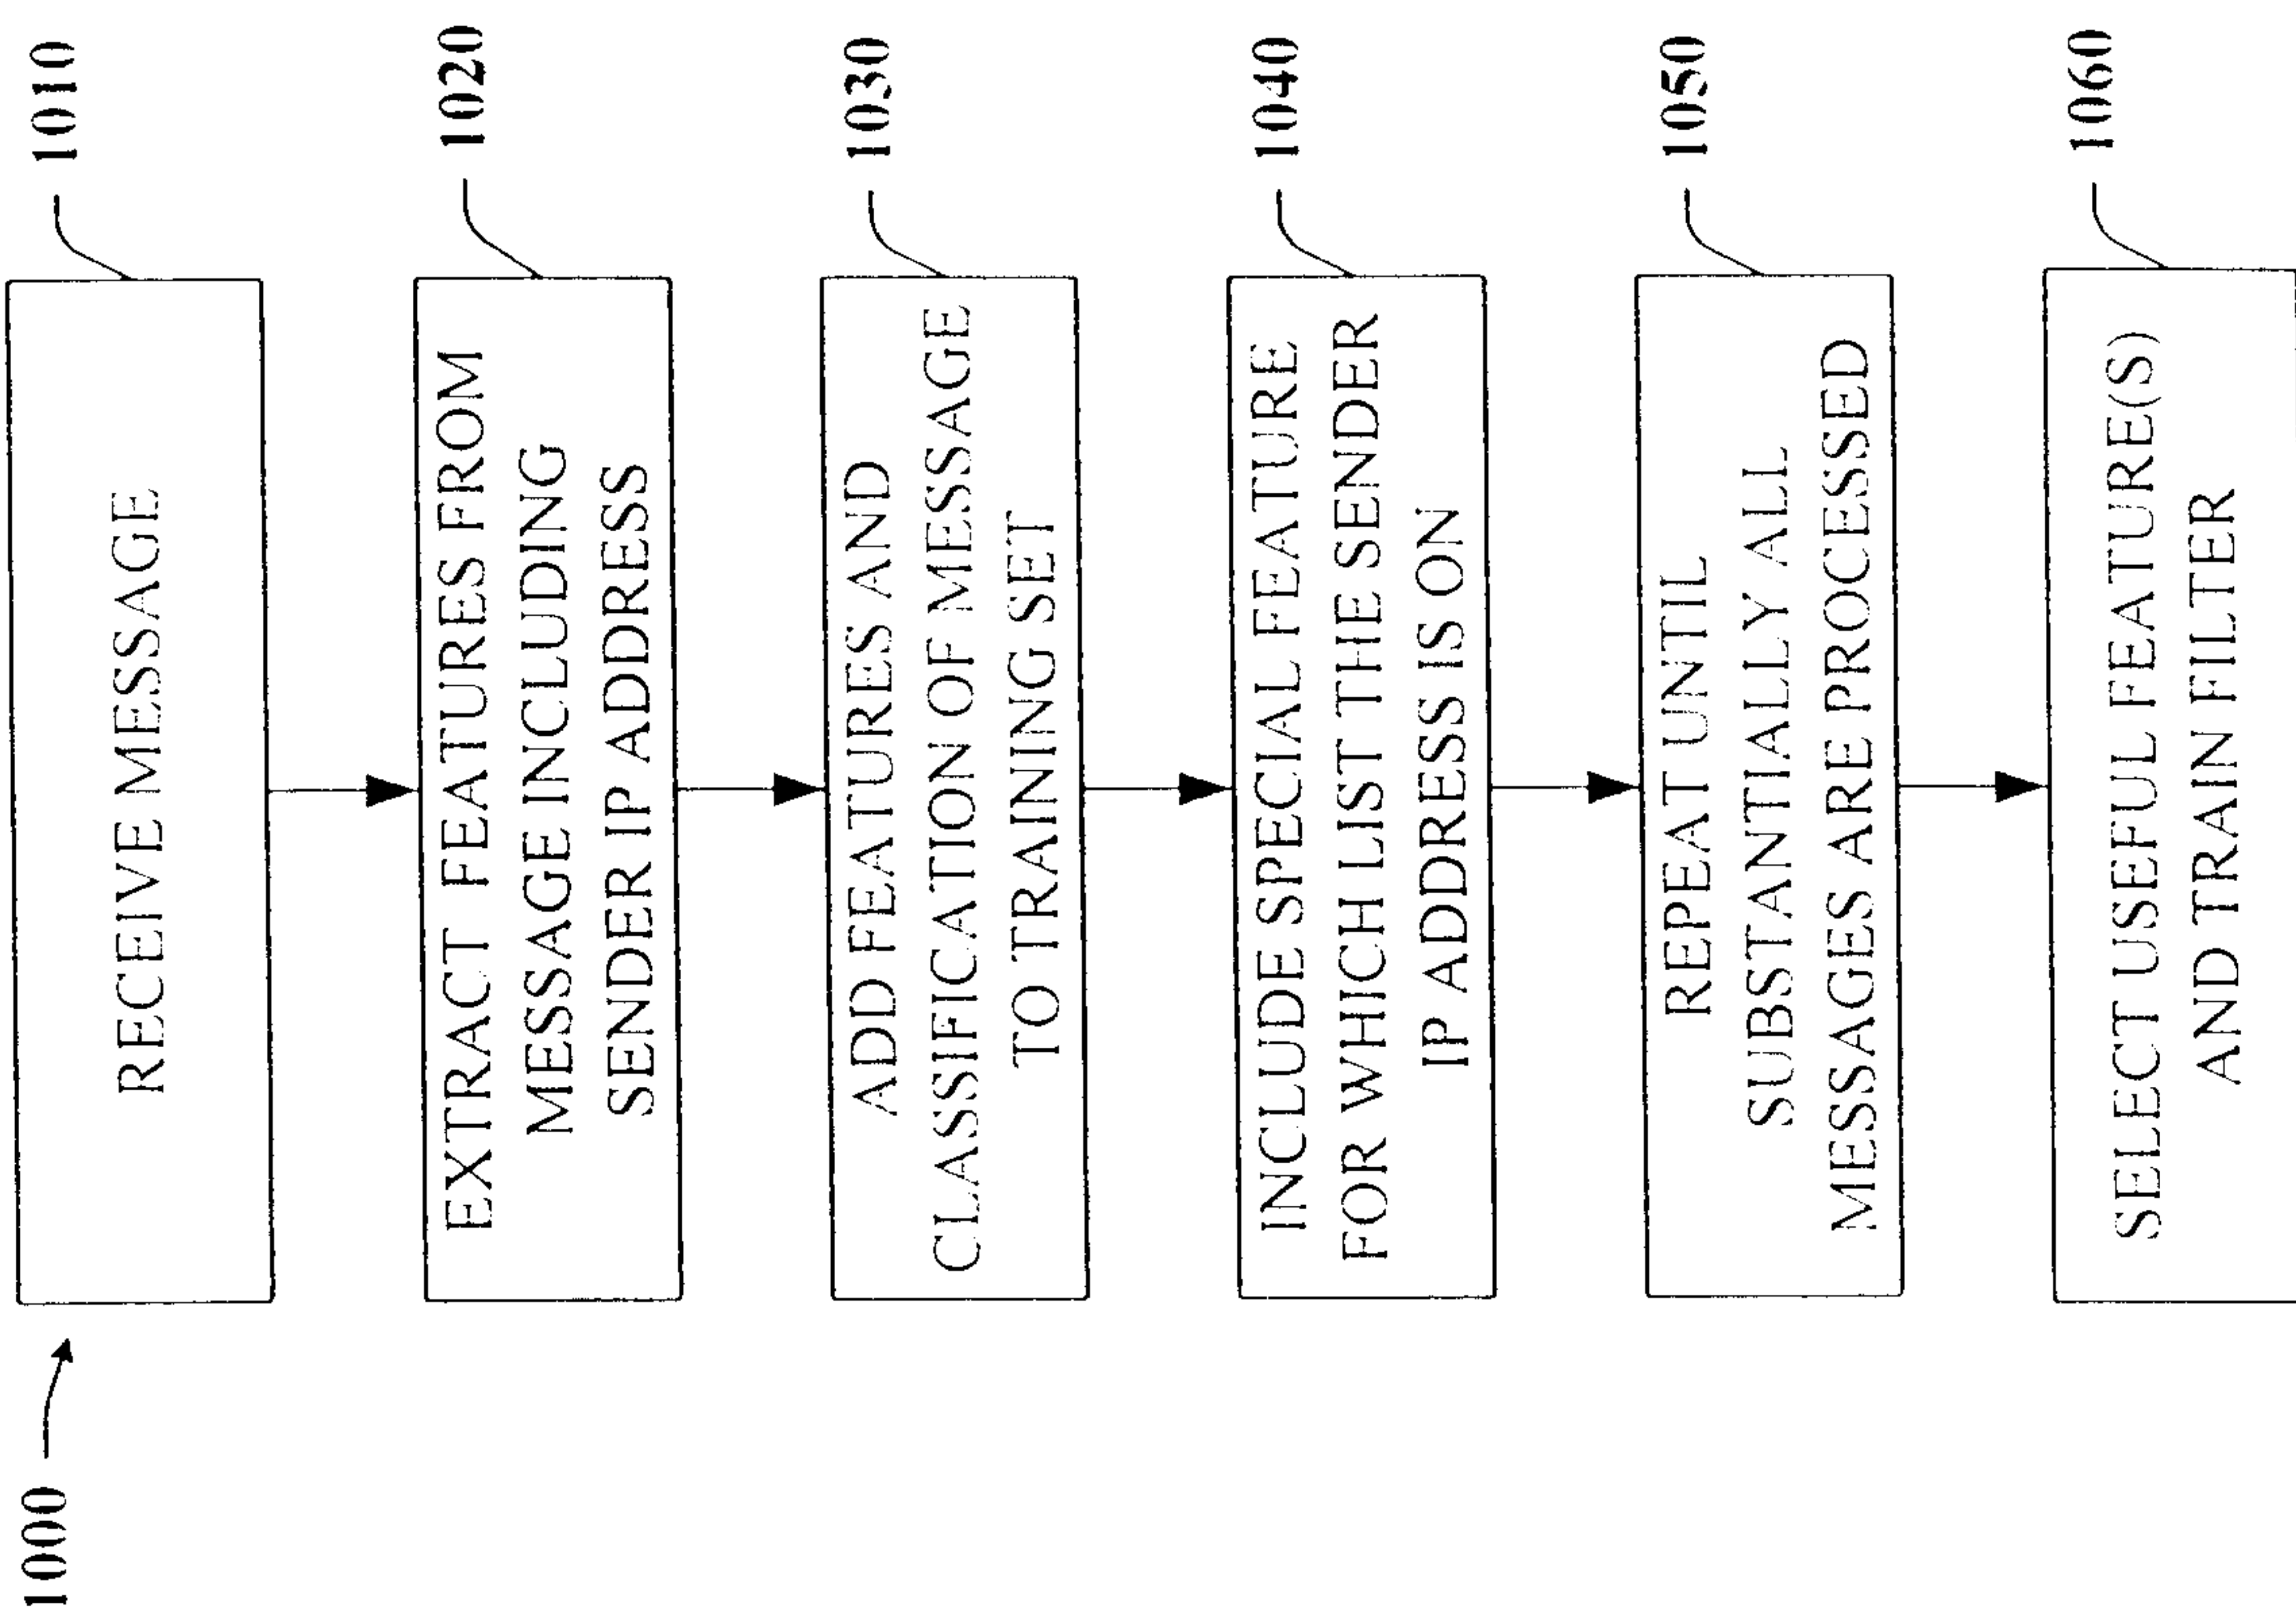 1000
1010
RECEIVE MESSAGE
1020
EXTRACT FEATURES FROM
MESSAGE INCLUDING
SENDER IP ADDRESS
1030
ADD FEATURES AND
CLASSIFICATION OF MESSAGE
TO TRAINING SET
1040
INCLUDE SPECIAL FEATURE
FOR WHICH LIST THE SENDER
IP ADDRESS IS ON
1050
REPEAT UNTIL
SUBSTANTIALLY ALL
MESSAGES ARE PROCESSED
1060
SELECT USEFUL FEATURE(S)
AND TRAIN FILTER